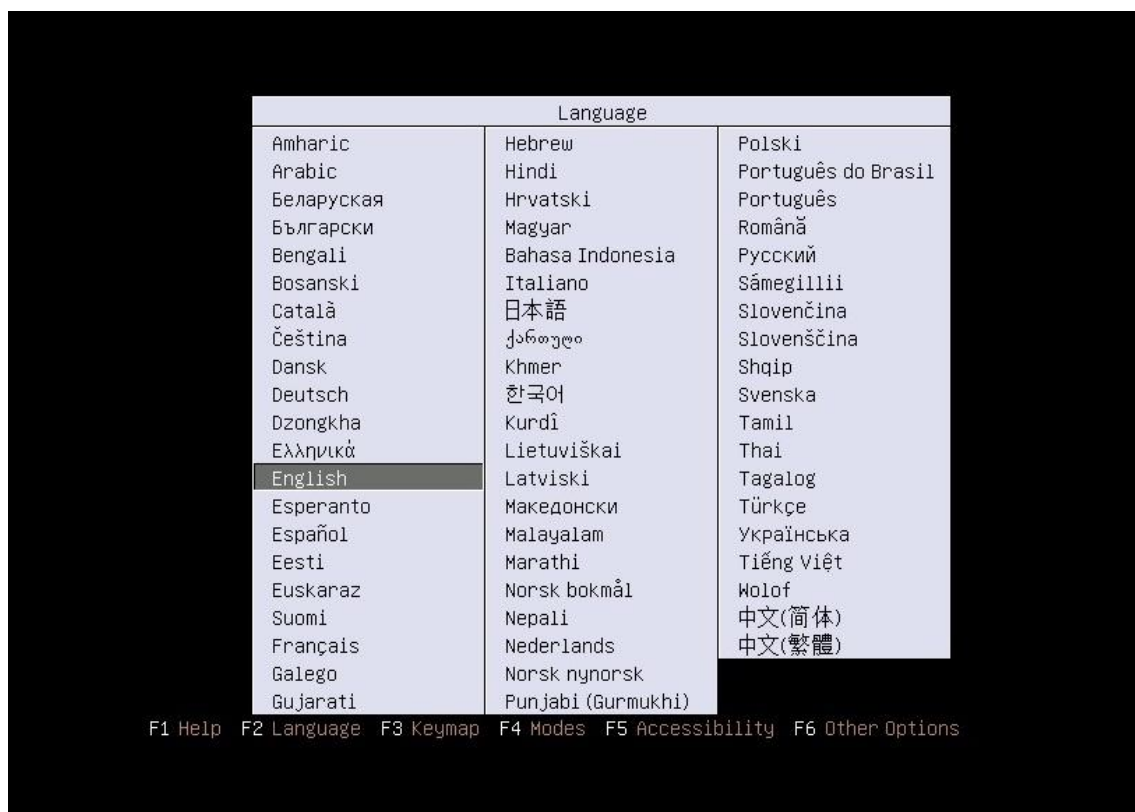 Language
Amharic
Arabic
Беларуская
Български
Bengali
Bosanski
Català
Čeština
Dansk
Deutsch
Dzongkha
Ελληνικά
English
Esperanto
Español
Eesti
Euskaraz
Suomi
Français
Galego
Gujarati
Hebrew
Hindi
Hrvatski
Magyar
Bahasa Indonesia
Italiano
日本語
ქართული
Khmer
한국어
Kurdî
Lietuviškai
Latviski
Македонски
Malayalam
Marathi
Norsk bokmål
Nepali
Nederlands
Norsk nynorsk
Punjabi (Gurmukhi)
Polski
Português do Brasil
Português
Română
Русский
Sámegillii
Slovenčina
Slovenščina
Shqip
Svenska
Tamil
Thai
Tagalog
Türkçe
Українська
Tiếng Việt
Wolof
中文(简体)
中文(繁體)
F1 Help F2 Language F3 Keymap F4 Modes F5 Accessibility F6 Other Options